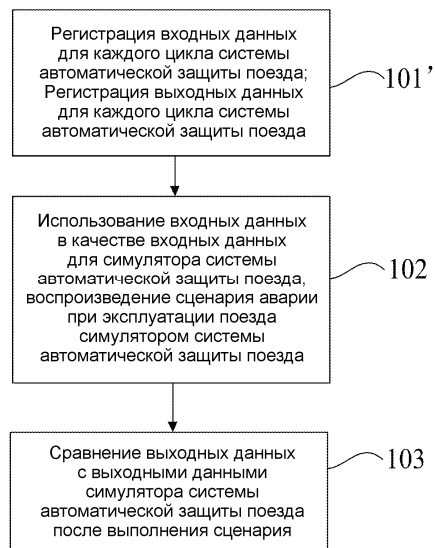 Регистрация входных данных
для каждого цикла системы
автоматической защиты поезда;
Регистрация выходных данных
для каждого цикла системы
автоматической защиты поезда
101’
Использование входных данных
в качестве входных данных
для симулятора системы
автоматической защиты поезда,
воспроизведение сценария аварии
при эксплуатации поезда
симулятором системы
автоматической защиты поезда
102
Сравнение выходных данных
с выходными данными
симулятора системы
автоматической защиты поезда
после выполнения сценария
103